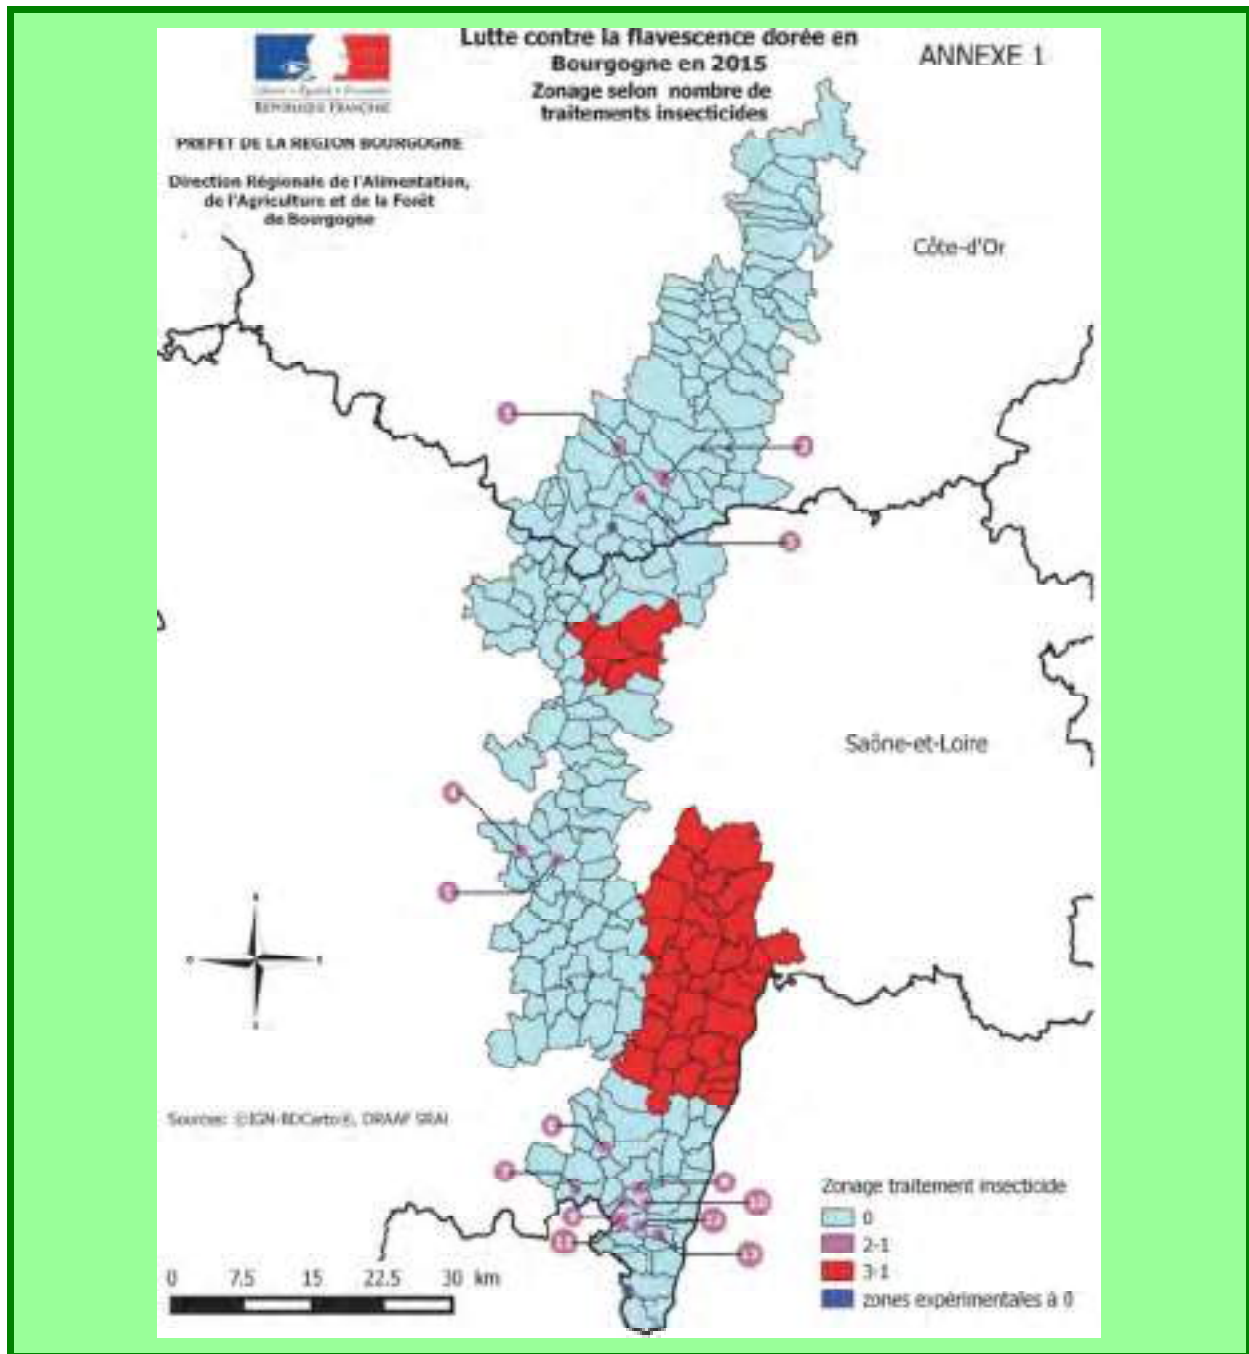 Lutte contre la flavescence dorée en
Bourgogne en 2015
Zonage selon nombre de
traitements insecticides
ANNEXE 1
RÉPUBLIQUE FRANÇAISE
PREFET DE LA REGION BOURGOGNE
Direction Régionale de l'Alimentation,
de l'Agriculture et de la Forêt
de Bourgogne
Côte-d'Or
Saône-et-Loire
Sources: ©IGN-BDCarto®, DRAAF SRAL
Zonage traitement insecticide
0
2-1
3-1
zones expérimentales à 0
0 7.5 15 22.5 30 km